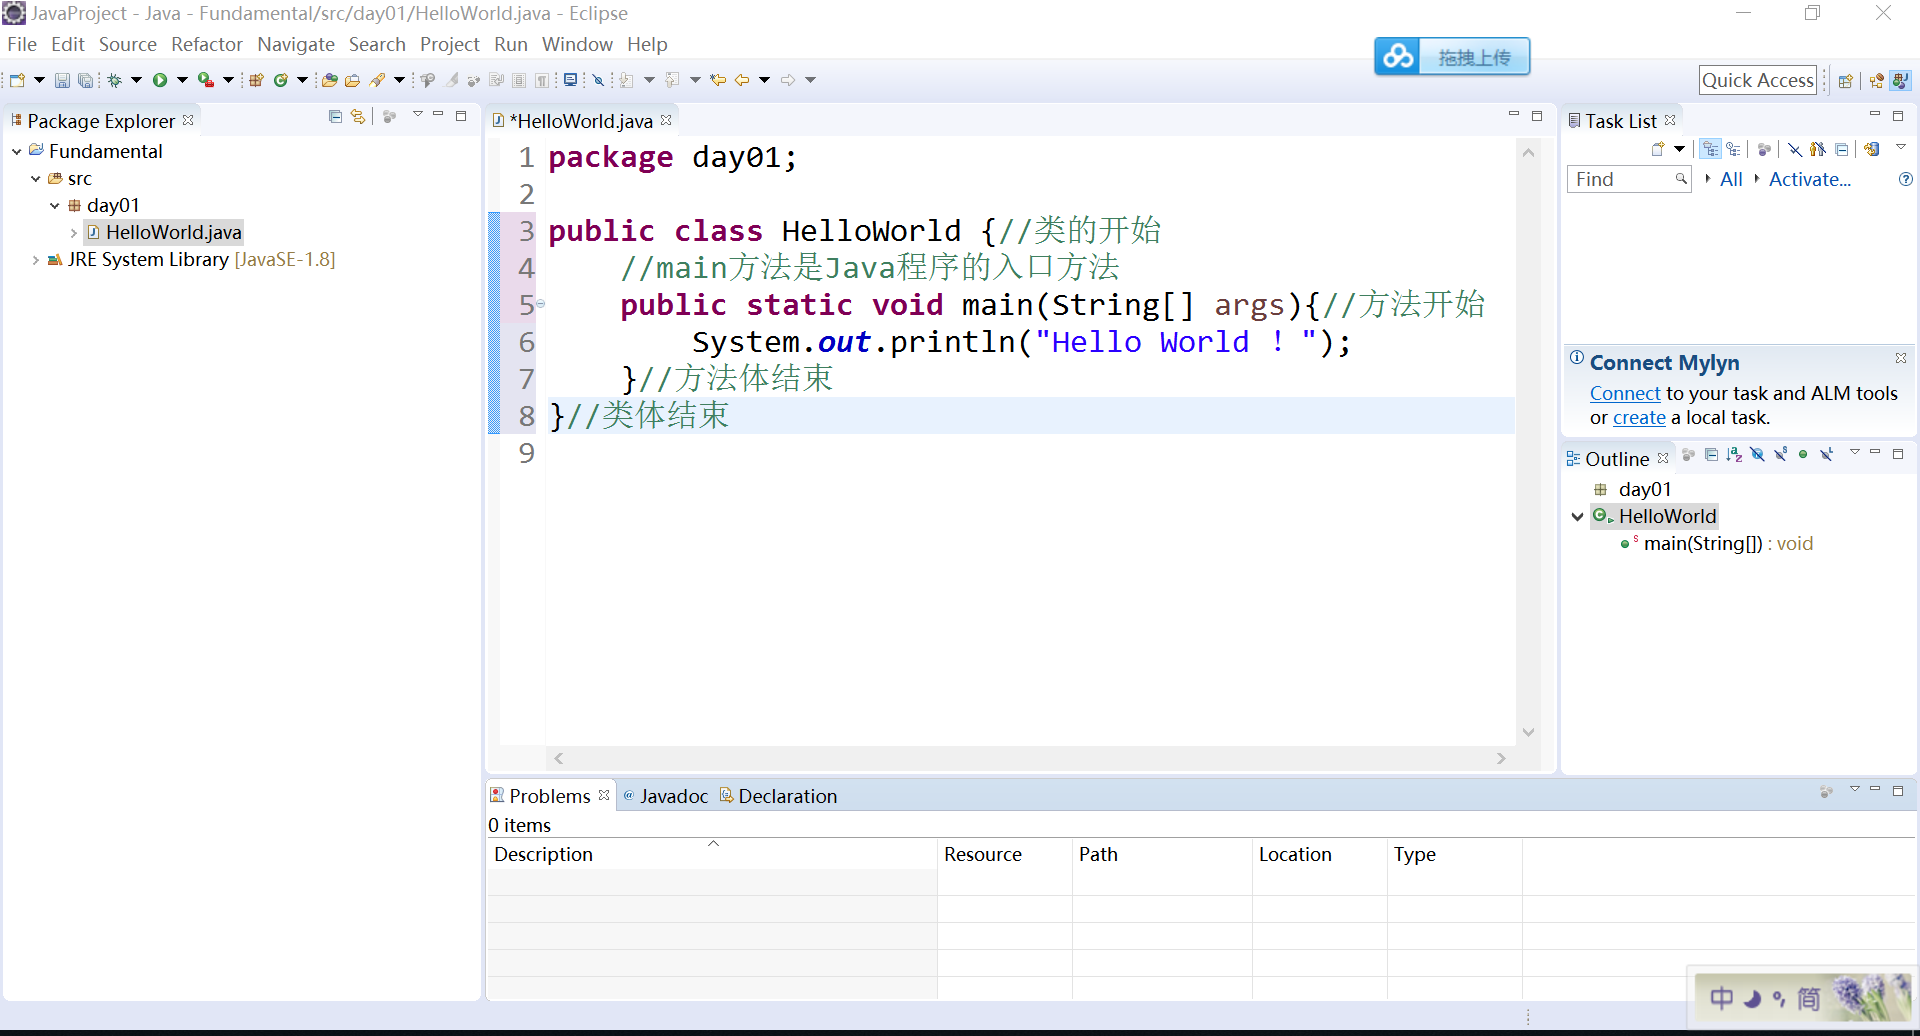 JavaProject - Java - Fundamental/src/day01/HelloWorld.java - Eclipse
File Edit Source Refactor Navigate Search Project Run Window Help
拖拽上传
Quick Access
Package Explorer
Fundamental
src
day01
HelloWorld.java
JRE System Library [JavaSE-1.8]
*HelloWorld.java
1 package day01;
2
3 public class HelloWorld {//类的开始
4     //main方法是Java程序的入口方法
5     public static void main(String[] args){//方法开始
6         System.out.println("Hello World ！");
7     }//方法体结束
8 }//类体结束
9
Task List
Find All Activate...
Connect Mylyn
Connect to your task and ALM tools
or create a local task.
Outline
day01
HelloWorld
main(String[]) : void
Problems @ Javadoc Declaration
0 items
Description Resource Path Location Type
中 简